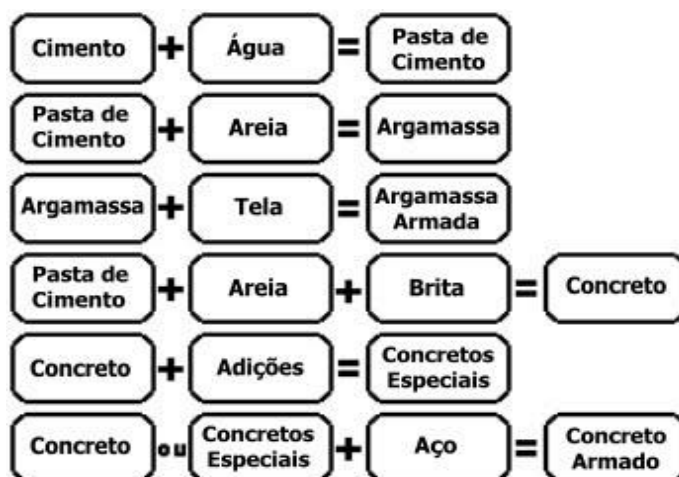 Cimento + Água = Pasta de Cimento
Pasta de Cimento + Areia = Argamassa
Argamassa + Tela = Argamassa Armada
Pasta de Cimento + Areia + Brita = Concreto
Concreto + Adições = Concretos Especiais
Concreto ou Concretos Especiais + Aço = Concreto Armado